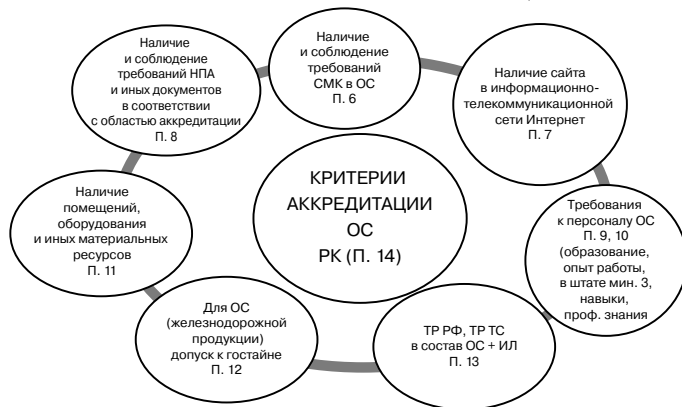 Наличие
и соблюдение
требований НПА
и иных документов
в соответствии
с областью аккредитации
П. 8
Наличие
и соблюдение
требований
СМК в ОС
П. 6
Наличие сайта
в информационно-
телекоммуникационной
сети Интернет
П. 7
КРИТЕРИИ
АККРЕДИТАЦИИ
ОС
РК (П. 14)
Наличие
помещений,
оборудования
и иных материальных
ресурсов
П. 11
Требования
к персоналу ОС
П. 9, 10
(образование,
опыт работы,
в штате мин. 3,
навыки,
проф. знания
Для ОС
(железнодорожной
продукции)
допуск к гостайне
П. 12
ТР РФ, ТР ТС
в состав ОС + ИЛ
П. 13